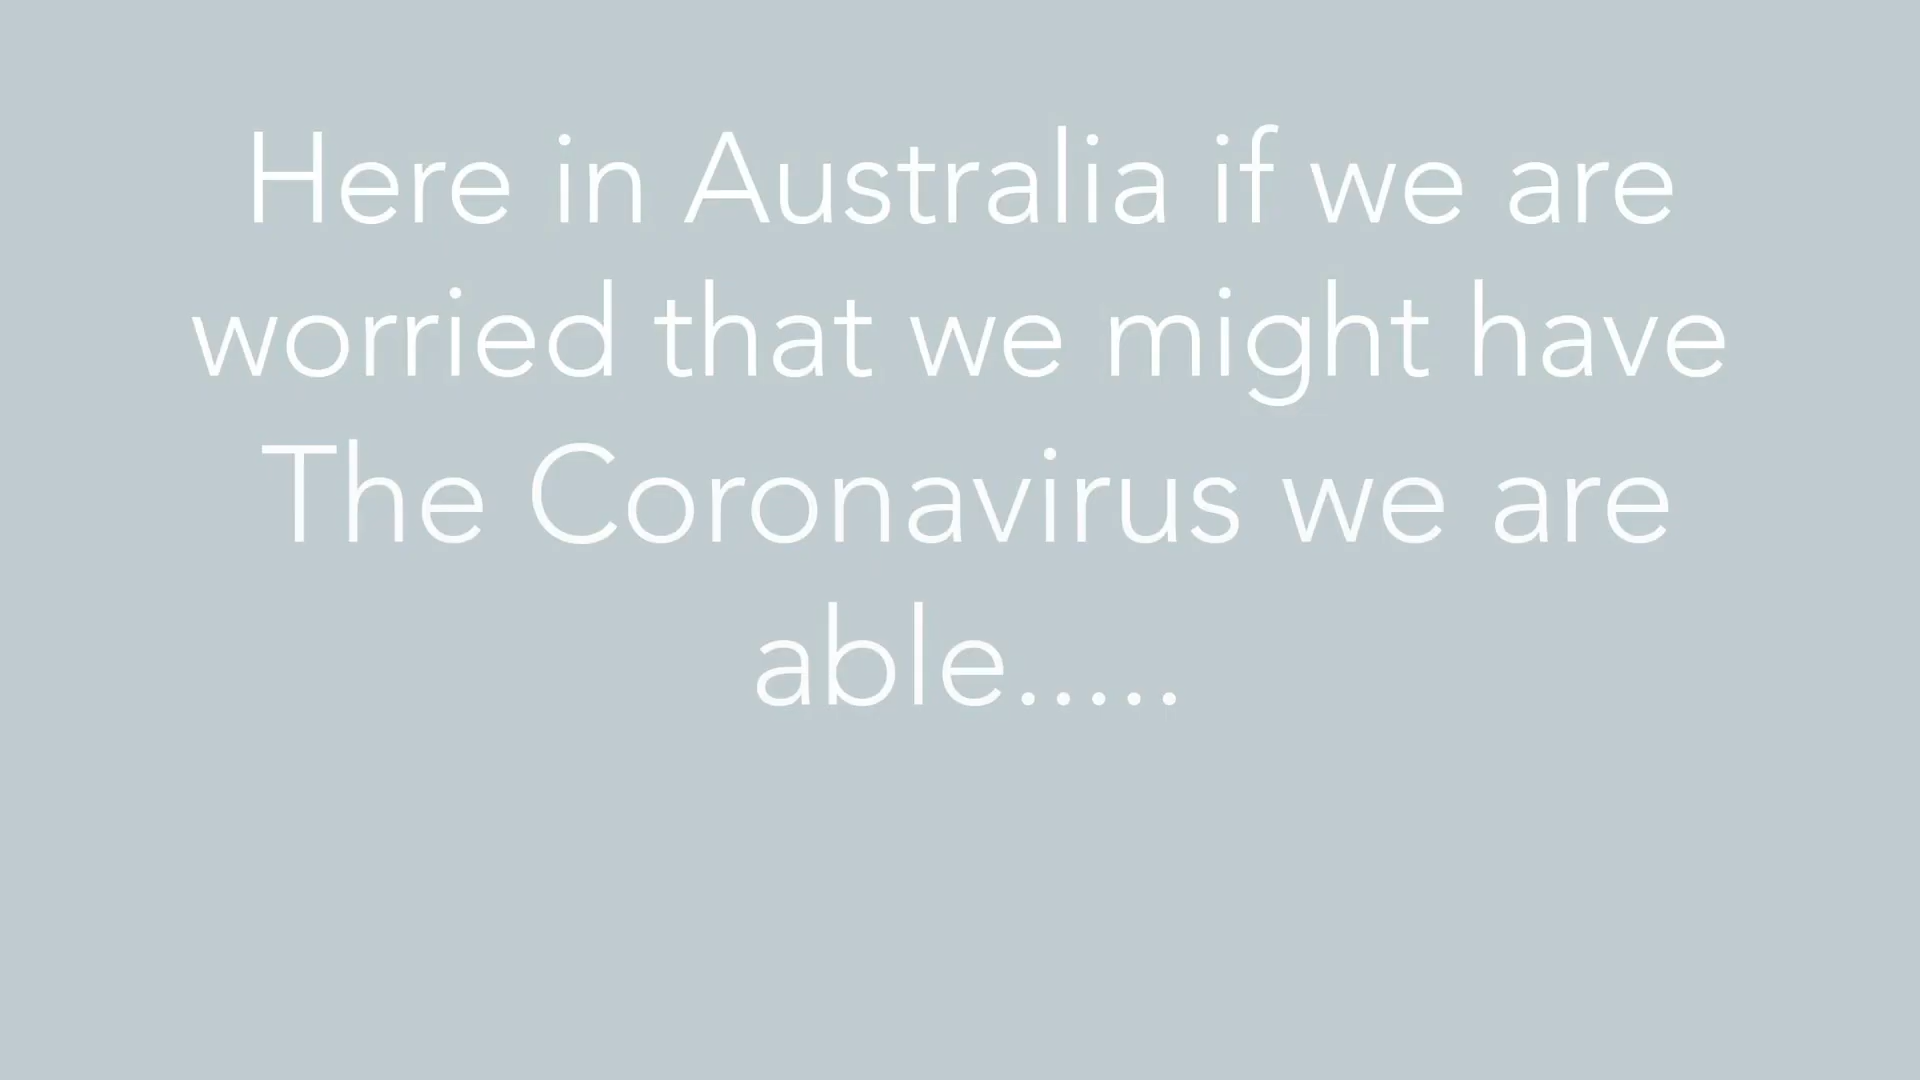 Here in Australia if we are
worried that we might have
The Coronavirus we are
able.....